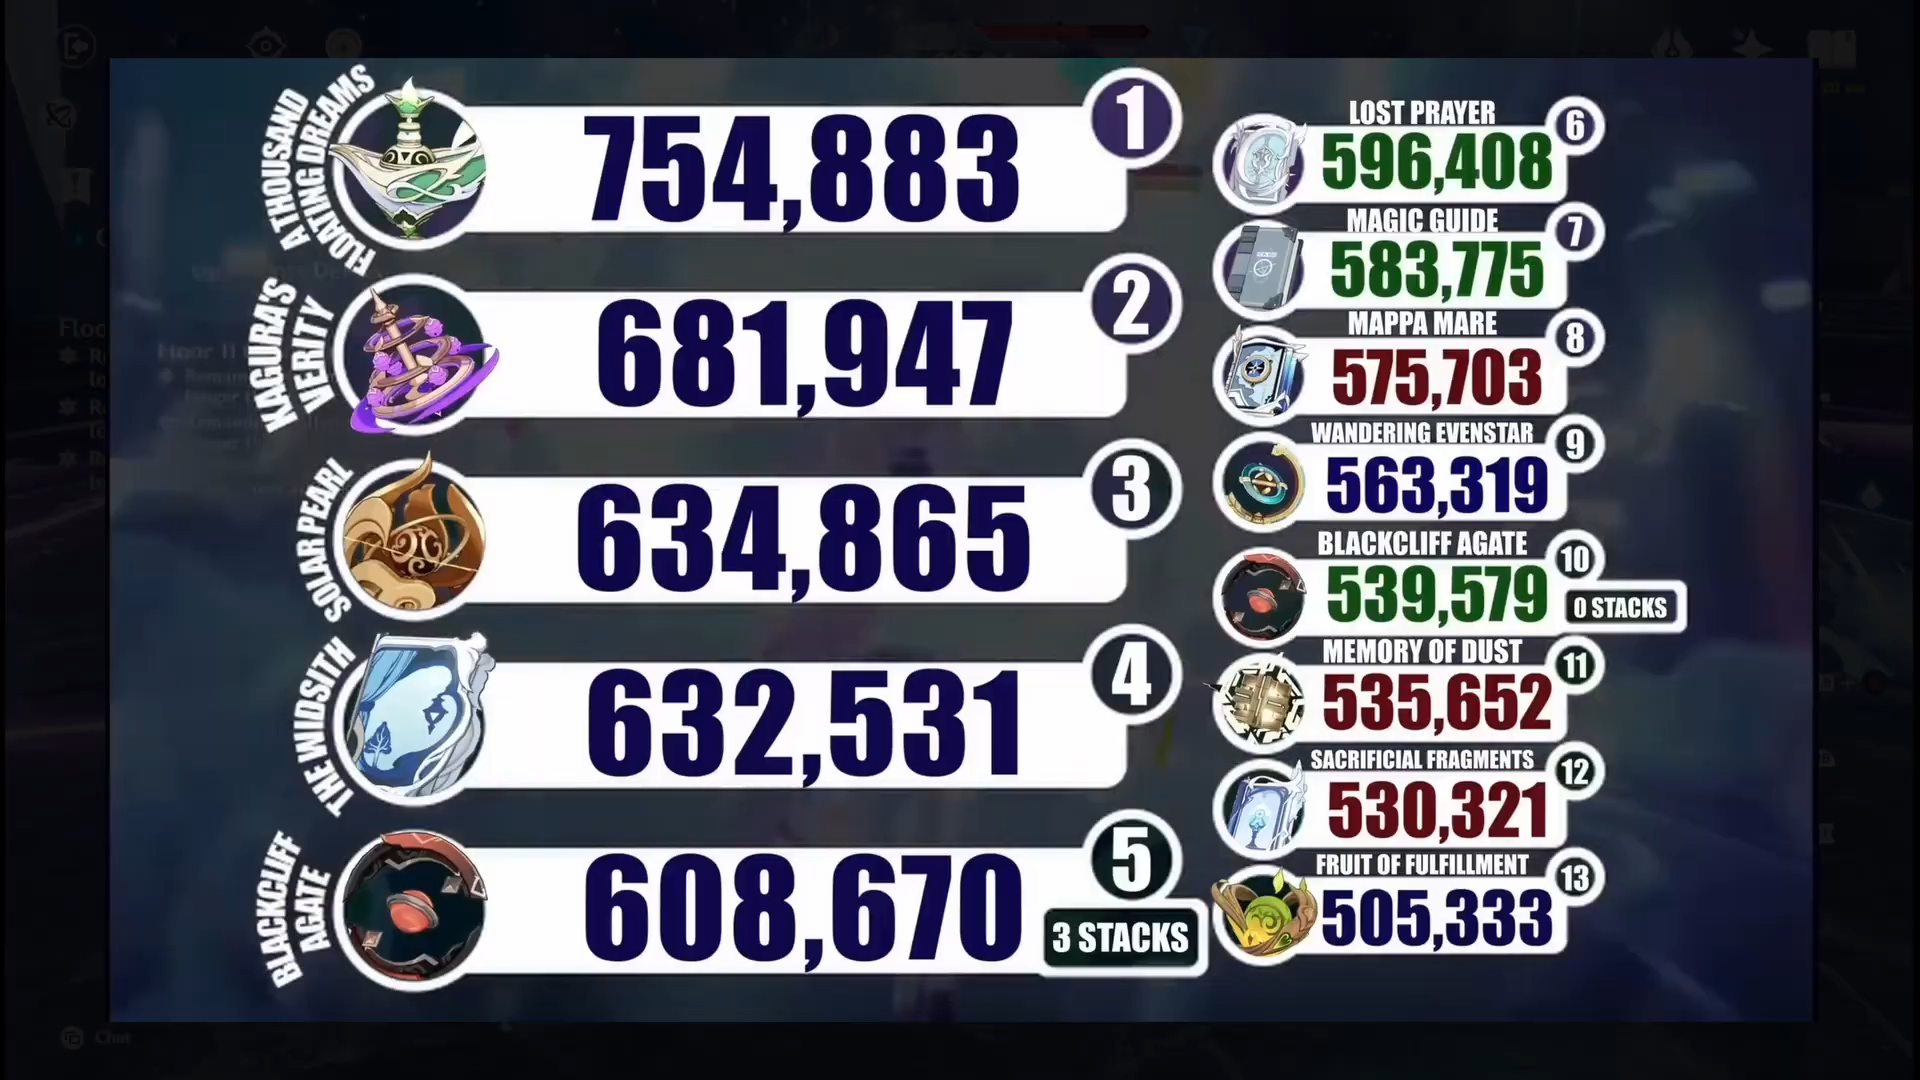 A THOUSAND
FLOATING DREAMS
754,883
1
KAGURA'S
VERITY
681,947
2
SOLAR PEARL
634,865
3
THE WIDSITH
632,531
4
BLACKCLIFF
AGATE
608,670
5
3 STACKS
LOST PRAYER
596,408
6
MAGIC GUIDE
583,775
7
MAPPA MARE
575,703
8
WANDERING EVENSTAR
563,319
9
BLACKCLIFF AGATE
539,579
10
0 STACKS
MEMORY OF DUST
535,652
11
SACRIFICIAL FRAGMENTS
530,321
12
FRUIT OF FULFILLMENT
505,333
13
Chat